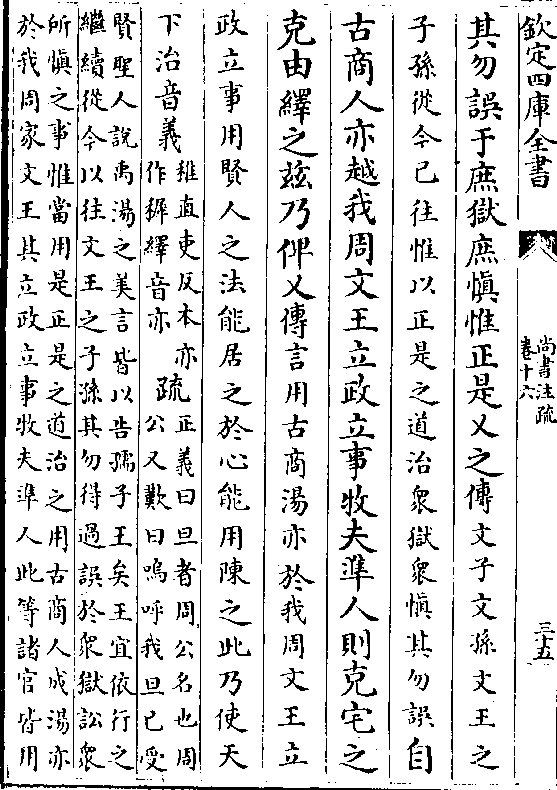 欽定四庫全書
尚書注疏
卷十六
三十五
其勿誤于庶獄庶慎惟正是乂之傳文子文孫文王之
子孫從今已往惟以正是之道治衆獄衆慎其勿誤自
古商人亦越我周文王立政立事牧夫準人則克宅之
克由繹之兹乃俾乂傳言用古商湯亦於我周文王立
政立事用賢人之法能居之於心能用陳之此乃使天
下治音義
稚直吏反本亦
作稺繹音亦
疏
正義曰旦者周公名也周
公又歎曰嗚呼我旦已受
賢聖人說禹湯之美言皆以告孺子王矣王宜依行之
繼續從今以往文王之子孫其勿得過誤於衆獄訟衆
所慎之事惟當用是正是之道治之用古商人成湯亦
於我周家文王其立政立事牧夫準人此等諸官皆用